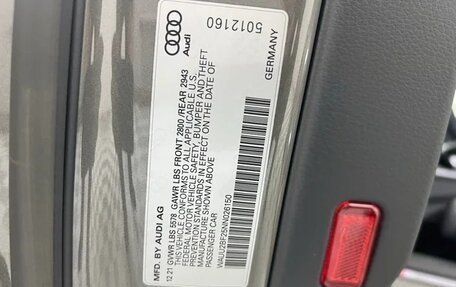 Audi
5012160
GERMANY
MFD. BY AUDI AG
12.21 GVWR LBS 5578 GAWR LBS FRONT 2800 /REAR 2943
THIS VEHICLE CONFORMS TO ALL APPLICABLE U.S.
FEDERAL MOTOR VEHICLE SAFETY, BUMPER AND THEFT
PREVENTION STANDARDS IN EFFECT ON THE DATE OF
MANUFACTURE SHOWN ABOVE
PASSENGER CAR
WAUU2BF25NN026150